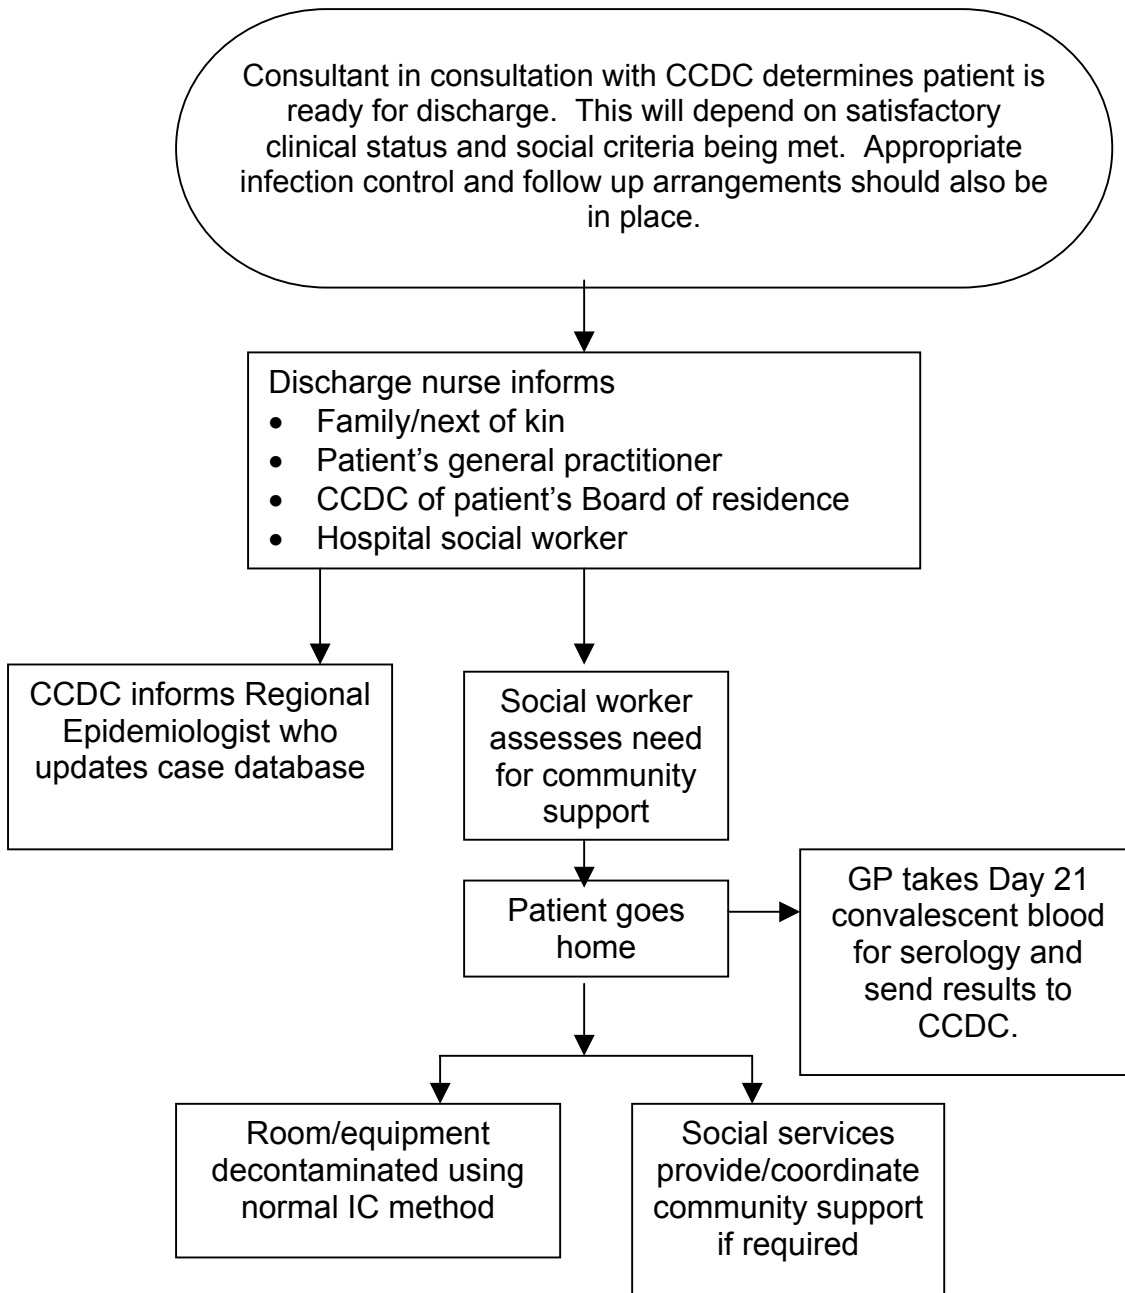 Consultant in consultation with CCDC determines patient is
ready for discharge.  This will depend on satisfactory
clinical status and social criteria being met.  Appropriate
infection control and follow up arrangements should also be
in place.
Discharge nurse informs
• Family/next of kin
• Patient’s general practitioner
• CCDC of patient’s Board of residence
• Hospital social worker
CCDC informs Regional
Epidemiologist who
updates case database
Social worker
assesses need
for community
support
Patient goes
home
GP takes Day 21
convalescent blood
for serology and
send results to
CCDC.
Room/equipment
decontaminated using
normal IC method
Social services
provide/coordinate
community support
if required